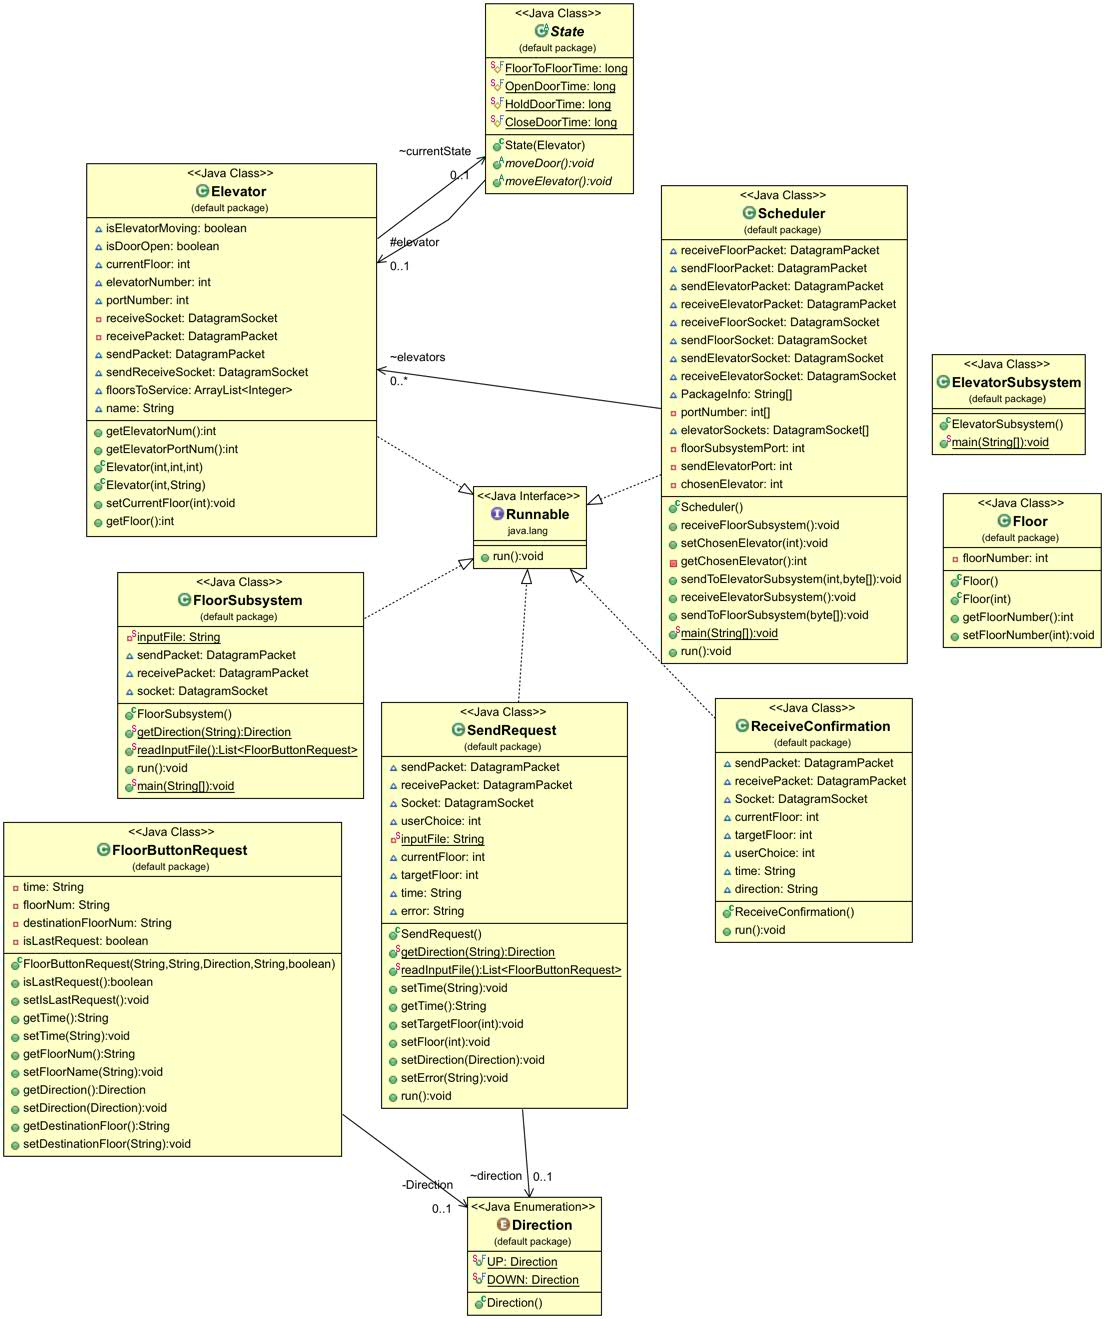 <<Java Class>>
State
(default package)
FloorToFloorTime: long
OpenDoorTime: long
HoldDoorTime: long
CloseDoorTime: long
State(Elevator)
moveDoor():void
moveElevator():void
~currentState
0..1
#elevator
0..1
<<Java Class>>
Elevator
(default package)
isElevatorMoving: boolean
isDoorOpen: boolean
currentFloor: int
elevatorNumber: int
portNumber: int
receiveSocket: DatagramSocket
receivePacket: DatagramPacket
sendPacket: DatagramPacket
sendReceiveSocket: DatagramSocket
floorsToService: ArrayList<Integer>
name: String
getElevatorNum():int
getElevatorPortNum():int
Elevator(int,int,int)
Elevator(int,String)
setCurrentFloor(int):void
getFloor():int
~elevators
0..*
<<Java Class>>
Scheduler
(default package)
receiveFloorPacket: DatagramPacket
sendFloorPacket: DatagramPacket
sendElevatorPacket: DatagramPacket
receiveElevatorPacket: DatagramPacket
receiveFloorSocket: DatagramSocket
sendFloorSocket: DatagramSocket
sendElevatorSocket: DatagramSocket
receiveElevatorSocket: DatagramSocket
PackageInfo: String[]
portNumber: int[]
elevatorSockets: DatagramSocket[]
floorSubsystemPort: int
sendElevatorPort: int
chosenElevator: int
Scheduler()
receiveFloorSubsystem():void
setChosenElevator(int):void
getChosenElevator():int
sendToElevatorSubsystem(int,byte[]):void
receiveElevatorSubsystem():void
sendToFloorSubsystem(byte[]):void
main(String[]):void
run():void
<<Java Class>>
ElevatorSubsystem
(default package)
ElevatorSubsystem()
main(String[]):void
<<Java Class>>
Floor
(default package)
floorNumber: int
Floor()
Floor(int)
getFloorNumber():int
setFloorNumber(int):void
<<Java Interface>>
Runnable
java.lang
run():void
<<Java Class>>
FloorSubsystem
(default package)
inputFile: String
sendPacket: DatagramPacket
receivePacket: DatagramPacket
socket: DatagramSocket
FloorSubsystem()
getDirection(String):Direction
readInputFile():List<FloorButtonRequest>
run():void
main(String[]):void
<<Java Class>>
SendRequest
(default package)
sendPacket: DatagramPacket
receivePacket: DatagramPacket
Socket: DatagramSocket
userChoice: int
inputFile: String
currentFloor: int
targetFloor: int
time: String
error: String
SendRequest()
getDirection(String):Direction
readInputFile():List<FloorButtonRequest>
setTime(String):void
getTime():String
setTargetFloor(int):void
setFloor(int):void
setDirection(Direction):void
setError(String):void
run():void
<<Java Class>>
ReceiveConfirmation
(default package)
sendPacket: DatagramPacket
receivePacket: DatagramPacket
Socket: DatagramSocket
currentFloor: int
targetFloor: int
userChoice: int
time: String
direction: String
ReceiveConfirmation()
run():void
<<Java Class>>
FloorButtonRequest
(default package)
time: String
floorNum: String
destinationFloorNum: String
isLastRequest: boolean
FloorButtonRequest(String,String,Direction,String,boolean)
isLastRequest():boolean
setIsLastRequest():void
getTime():String
setTime(String):void
getFloorNum():String
setFloorName(String):void
getDirection():Direction
setDirection(Direction):void
getDestinationFloor():String
setDestinationFloor(String):void
-Direction
0..1
~direction
0..1
<<Java Enumeration>>
Direction
(default package)
UP: Direction
DOWN: Direction
Direction()